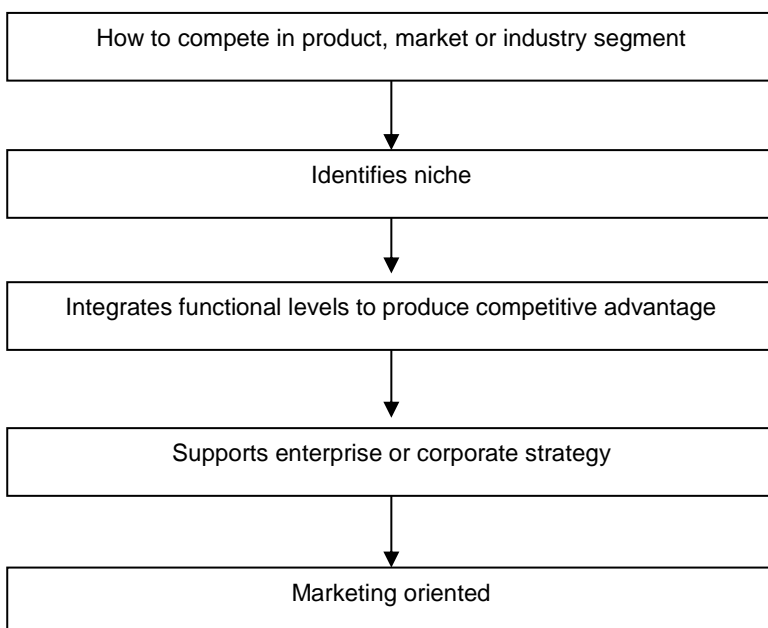 How to compete in product, market or industry segment
Identifies niche
Integrates functional levels to produce competitive advantage
Supports enterprise or corporate strategy
Marketing oriented